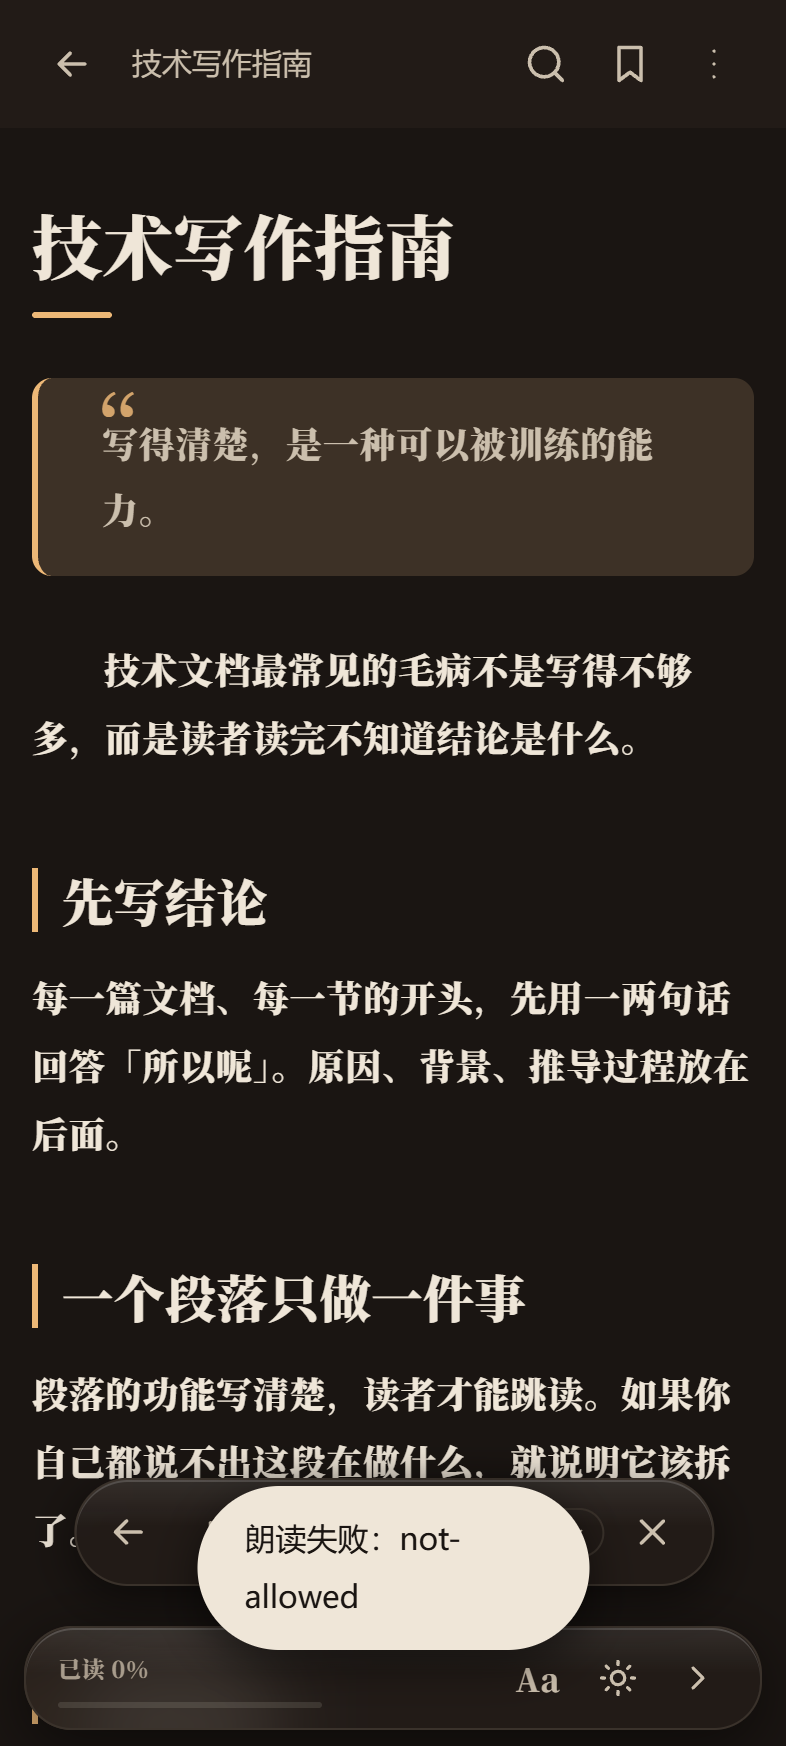 技术写作指南
技术写作指南
“
写得清楚，是一种可以被训练的能
力。
技术文档最常见的毛病不是写得不够
多，而是读者读完不知道结论是什么。
先写结论
每一篇文档、每一节的开头，先用一两句话
回答「所以呢」。原因、背景、推导过程放在
后面。
一个段落只做一件事
段落的功能写清楚，读者才能跳读。如果你
自己都说不出这段在做什么，就说明它该拆
了。
朗读失败：not-
allowed
已读 0%
Aa